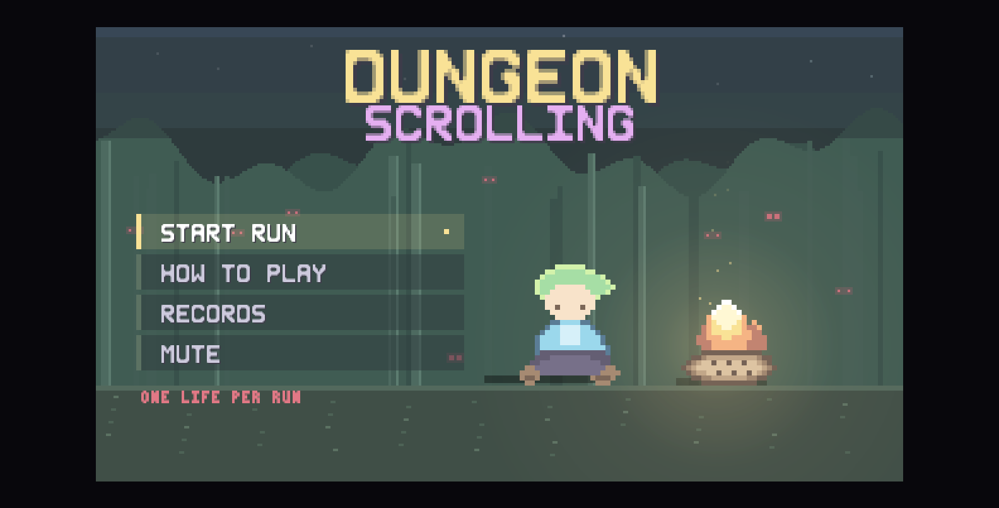 DUNGEON
SCROLLING
START RUN
HOW TO PLAY
RECORDS
MUTE
ONE LIFE PER RUN